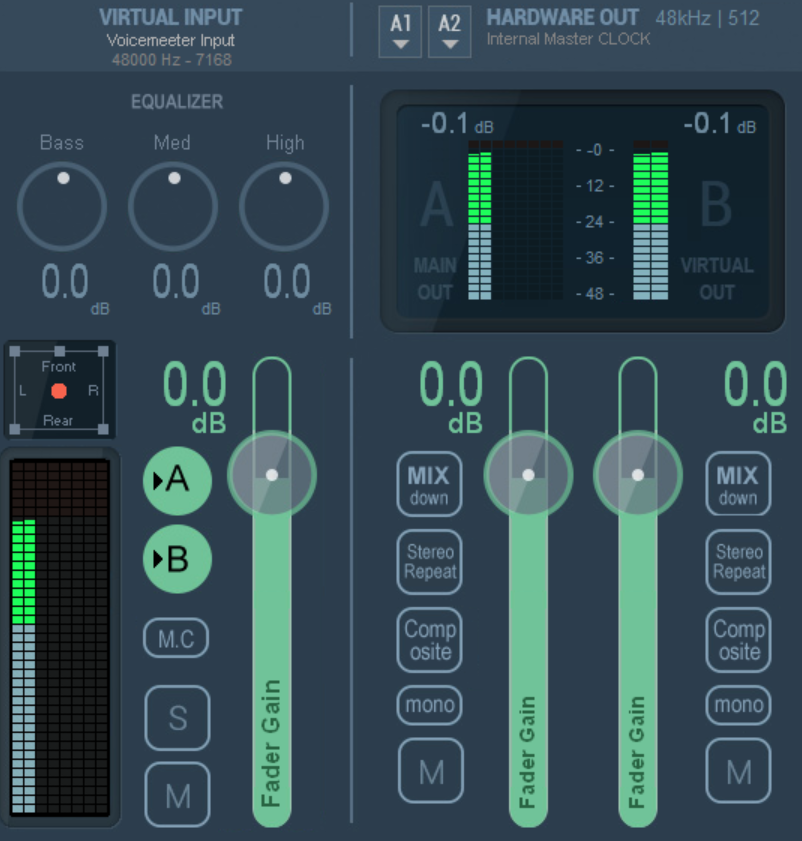 VIRTUAL INPUT
Voicemeeter Input
48000 Hz - 7168
A1
A2
HARDWARE OUT 48kHz | 512
Internal Master CLOCK
EQUALIZER
Bass
Med
High
0.0
dB
0.0
dB
0.0
dB
-0.1 dB
-0.1 dB
- -0 -
-12 -
- 24 -
- 36 -
- 48 -
A
MAIN
OUT
B
VIRTUAL
OUT
Front
L
R
Rear
0.0
dB
A
B
M.C
S
M
Fader Gain
0.0
dB
MIX
down
Stereo
Repeat
Comp
osite
mono
M
Fader Gain
Fader Gain
0.0
dB
MIX
down
Stereo
Repeat
Comp
osite
mono
M